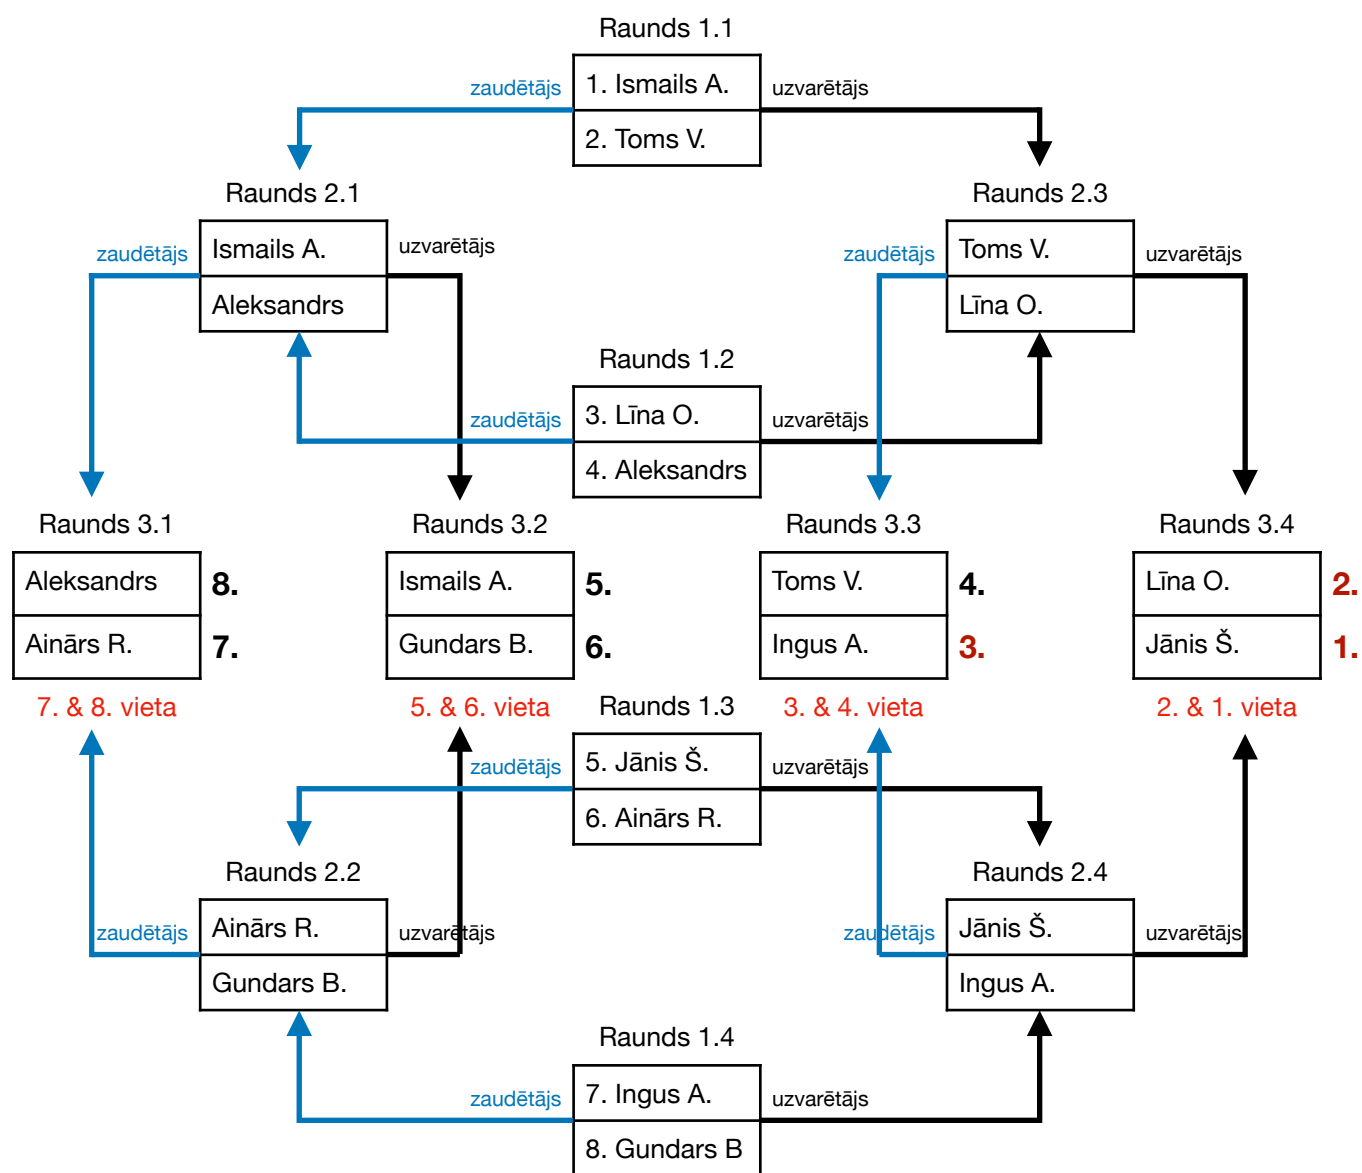 Raunds 1.1
zaudētājs
1. Ismails A.
uzvarētājs
2. Toms V.
Raunds 2.1
Raunds 2.3
zaudētājs
Ismails A.
uzvarētājs
zaudētājs
Toms V.
uzvarētājs
Aleksandrs
Līna O.
Raunds 1.2
zaudētājs
3. Līna O.
uzvarētājs
4. Aleksandrs
Raunds 3.1
Raunds 3.2
Raunds 3.3
Raunds 3.4
Aleksandrs
8.
Ismails A.
5.
Toms V.
4.
Līna O.
2.
Ainārs R.
7.
Gundars B.
6.
Ingus A.
3.
Jānis Š.
1.
7. & 8. vieta
5. & 6. vieta
Raunds 1.3
3. & 4. vieta
2. & 1. vieta
zaudētājs
5. Jānis Š.
uzvarētājs
6. Ainārs R.
Raunds 2.2
Raunds 2.4
zaudētājs
Ainārs R.
uzvarētājs
zaudētājs
Jānis Š.
uzvarētājs
Gundars B.
Ingus A.
Raunds 1.4
zaudētājs
7. Ingus A.
uzvarētājs
8. Gundars B